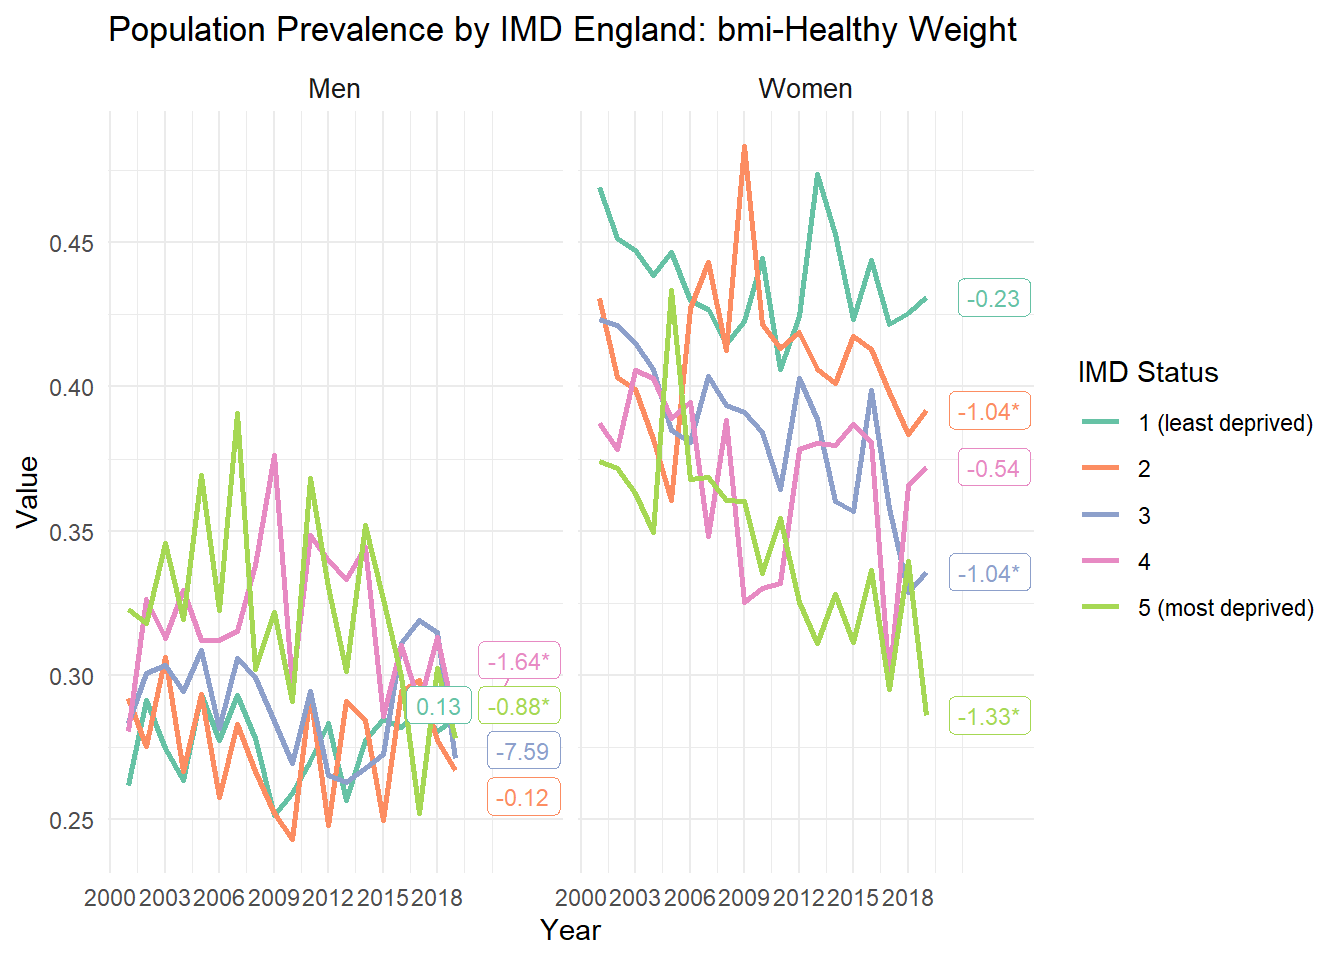 Population Prevalence by IMD England: bmi-Healthy Weight
Men
Women
Value
0.45
0.40
0.35
0.30
0.25
-1.64*
0.13
-0.88*
-7.59
-0.12
-0.23
-1.04*
-0.54
-1.04*
-1.33*
2000 2003 2006 2009 2012 2015 2018
2000 2003 2006 2009 2012 2015 2018
Year
IMD Status
1 (least deprived)
2
3
4
5 (most deprived)